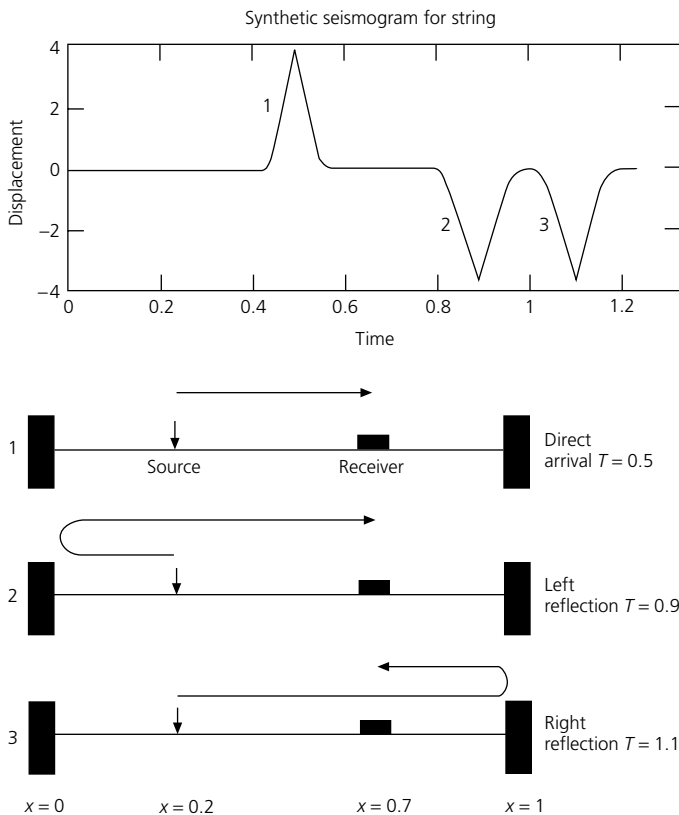 Synthetic seismogram for string
4
2
0
−2
−4
Displacement
1
2
3
0 0.2 0.4 0.6 0.8 1 1.2
Time
1
Source
Receiver
Direct
arrival T = 0.5
2
Left
reflection T = 0.9
3
Right
reflection T = 1.1
x = 0 x = 0.2 x = 0.7 x = 1